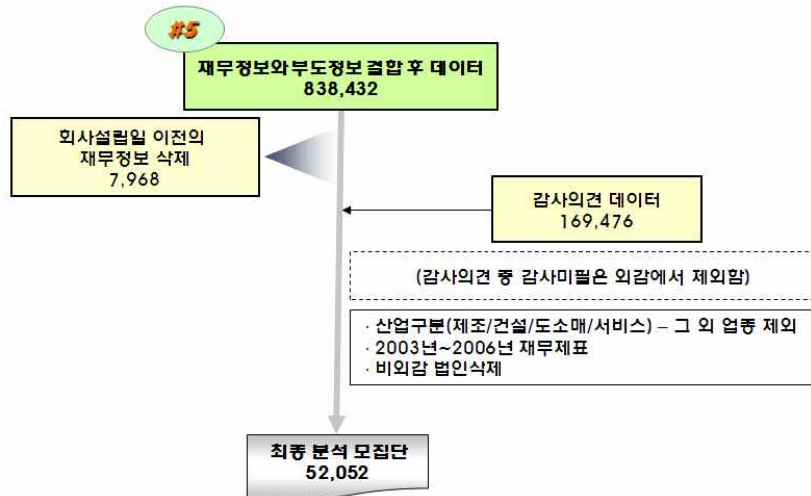 #5
재무정보와 부도정보 결합 후 데이터
838,432
회사설립일 이전의
재무정보 삭제
7,968
감사의견 데이터
169,476
(감사의견 중 감사미필은 외감에서 제외함)
· 산업구분(제조/건설/도소매/서비스) – 그 외 업종 제외
· 2003년~2006년 재무제표
· 비외감 법인삭제
최종 분석 모집단
52,052